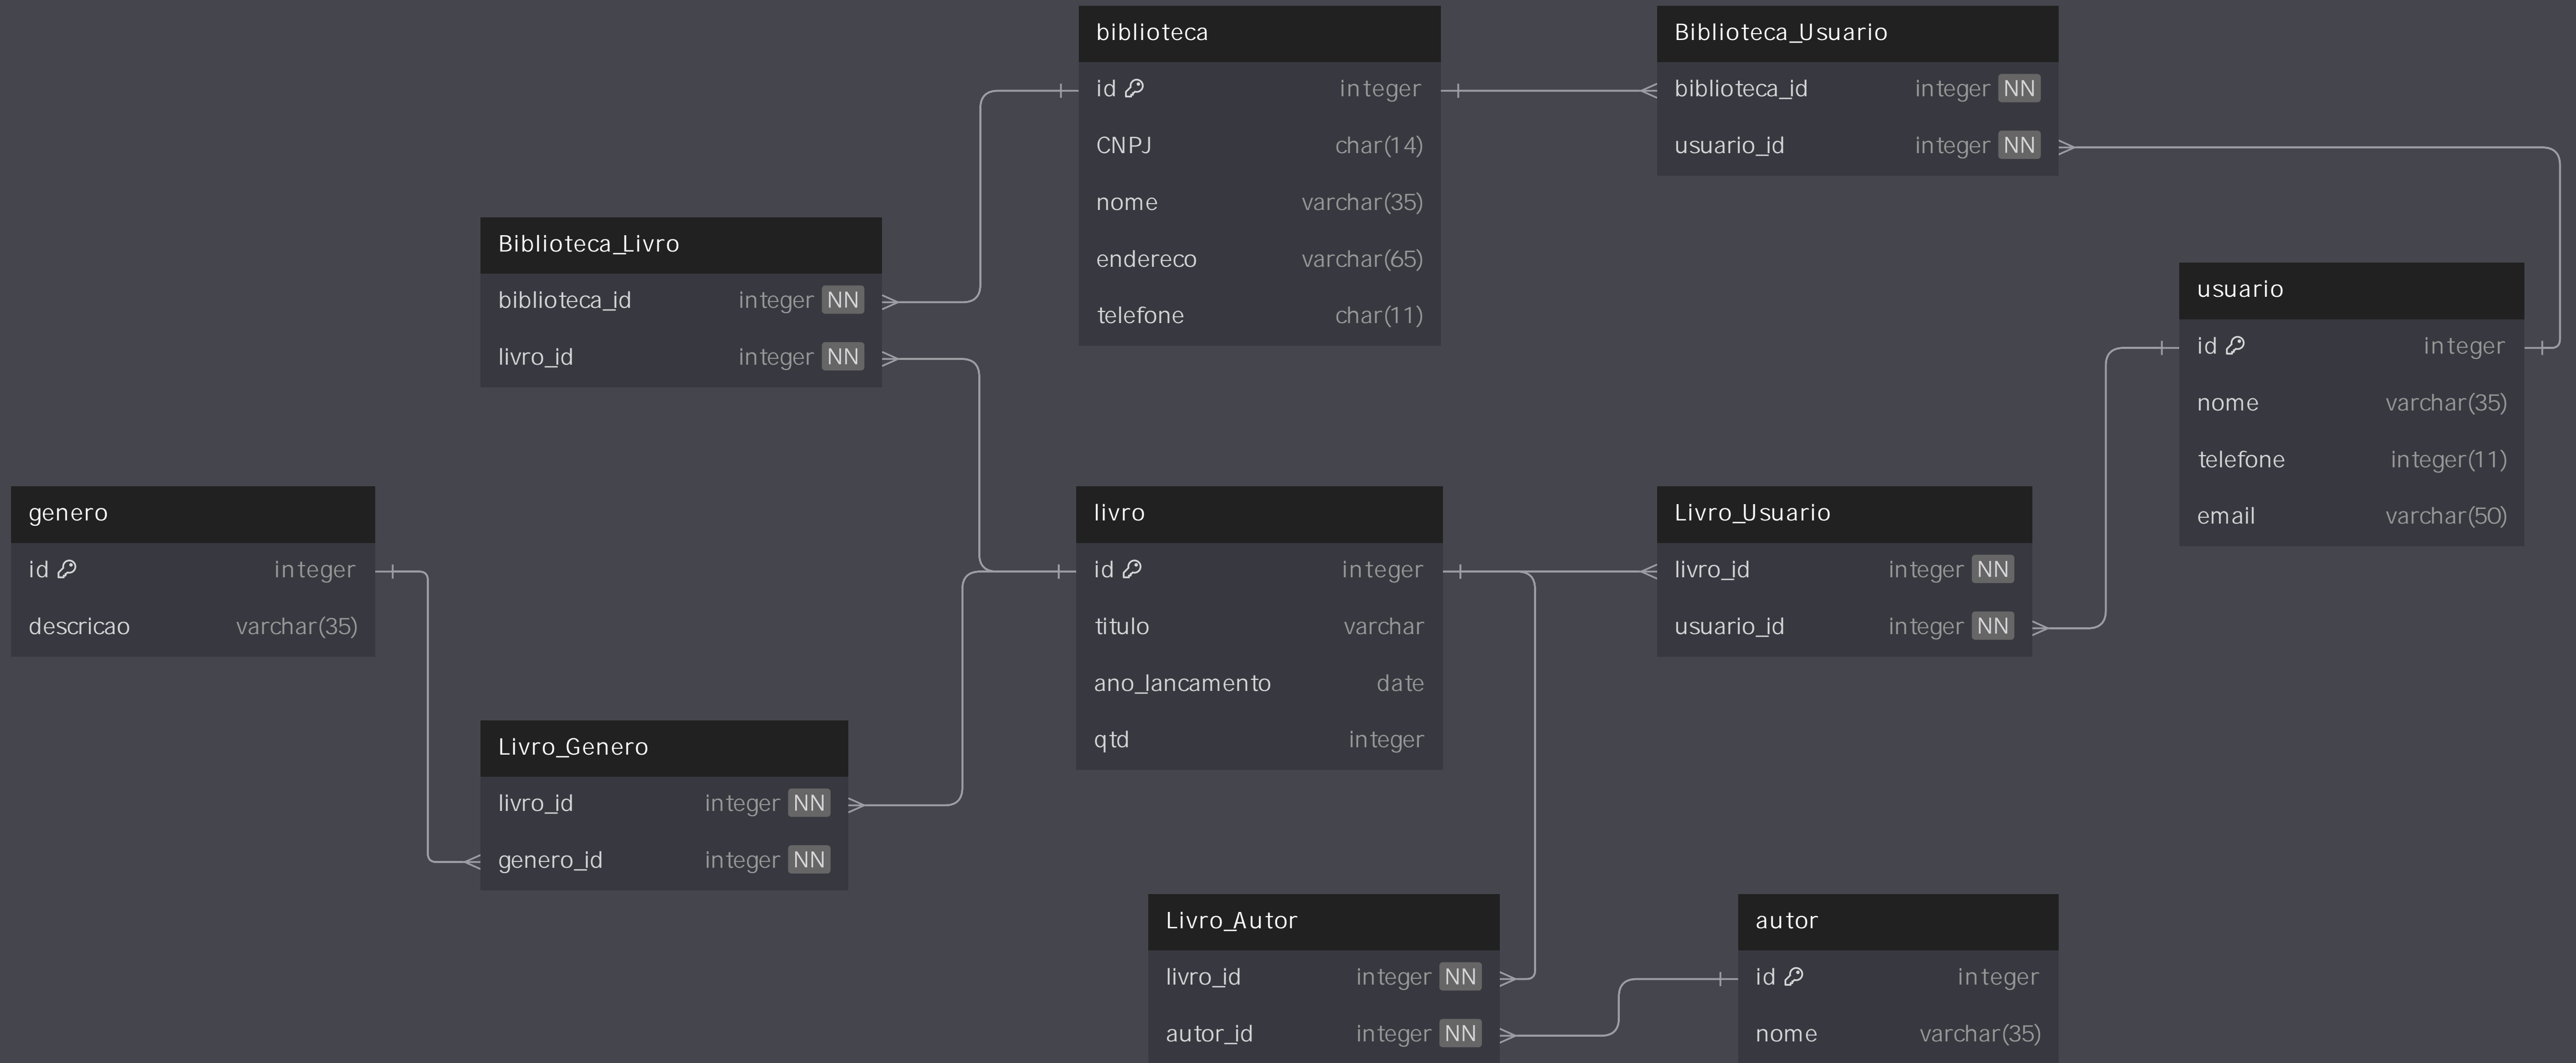 biblioteca
id integer
CNPJ char(14)
nome varchar(35)
endereco varchar(65)
telefone char(11)
Biblioteca_Usuario
biblioteca_id integer NN
usuario_id integer NN
Biblioteca_Livro
biblioteca_id integer NN
livro_id integer NN
usuario
id integer
nome varchar(35)
telefone integer(11)
email varchar(50)
genero
id integer
descricao varchar(35)
livro
id integer
titulo varchar
ano_lancamento date
qtd integer
Livro_Usuario
livro_id integer NN
usuario_id integer NN
Livro_Genero
livro_id integer NN
genero_id integer NN
Livro_Autor
livro_id integer NN
autor_id integer NN
autor
id integer
nome varchar(35)